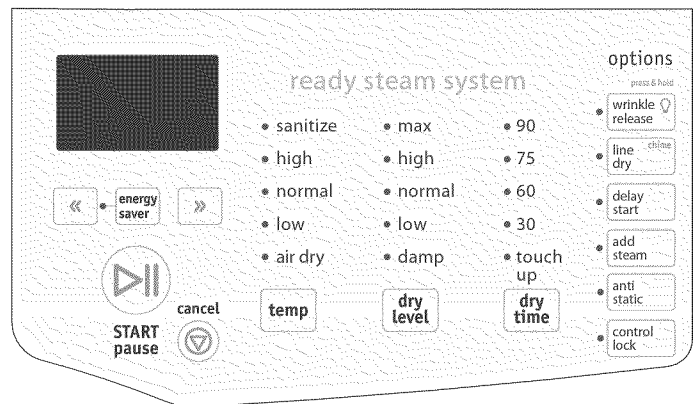 options
press & hold
ready steam system
wrinkle
release
line
dry
chime
delay
start
add
steam
anti
static
control
lock
sanitize
high
normal
low
air dry
temp
max
high
normal
low
damp
dry
level
90
75
60
30
touch
up
dry
time
«
energy
saver
»
START
pause
cancel